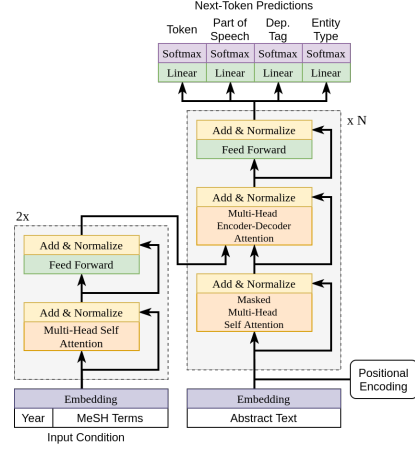 Next-Token Predictions
Token
Part of
Speech
Dep.
Tag
Entity
Type
Softmax
Softmax
Softmax
Softmax
Linear
Linear
Linear
Linear
x N
Add & Normalize
Feed Forward
Add & Normalize
Multi-Head
Encoder-Decoder
Attention
Add & Normalize
Masked
Multi-Head
Self Attention
2x
Add & Normalize
Feed Forward
Add & Normalize
Multi-Head Self
Attention
Positional
Encoding
Embedding
Year
MeSH Terms
Input Condition
Embedding
Abstract Text